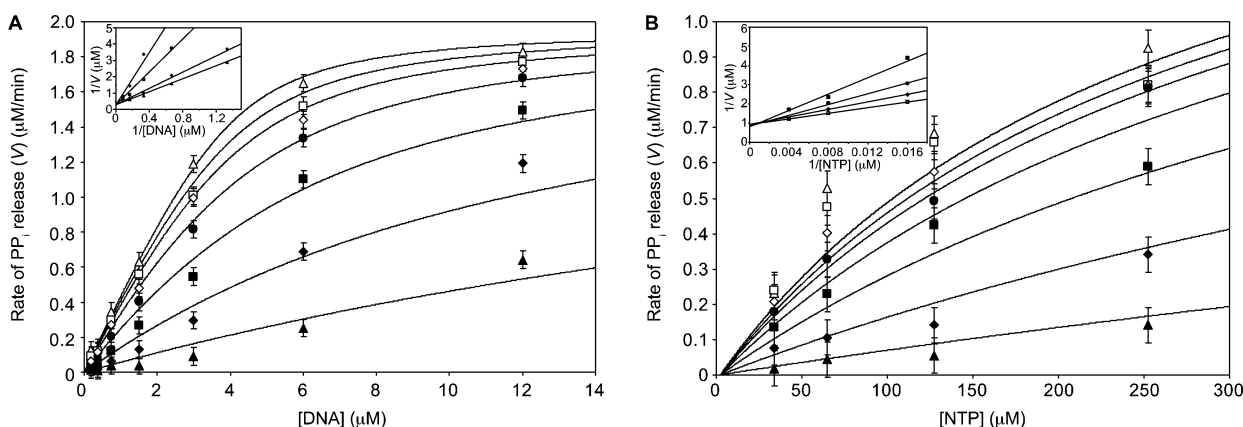 A
Rate of PPi release (V) (μM/min)
2.0
1.8
1.6
1.4
1.2
1.0
0.8
0.6
0.4
0.2
0
0 2 4 6 8 10 12 14
[DNA] (μM)
1/V (μM)
5
4
3
2
1
0
0 0.4 0.8 1.2
1/[DNA] (μM)
B
Rate of PPi release (V) (μM/min)
1.0
0.9
0.8
0.7
0.6
0.5
0.4
0.3
0.2
0.1
0
0 50 100 150 200 250 300
[NTP] (μM)
1/V (μM)
6
5
4
3
2
1
0
0 0.004 0.008 0.012 0.016
1/[NTP] (μM)